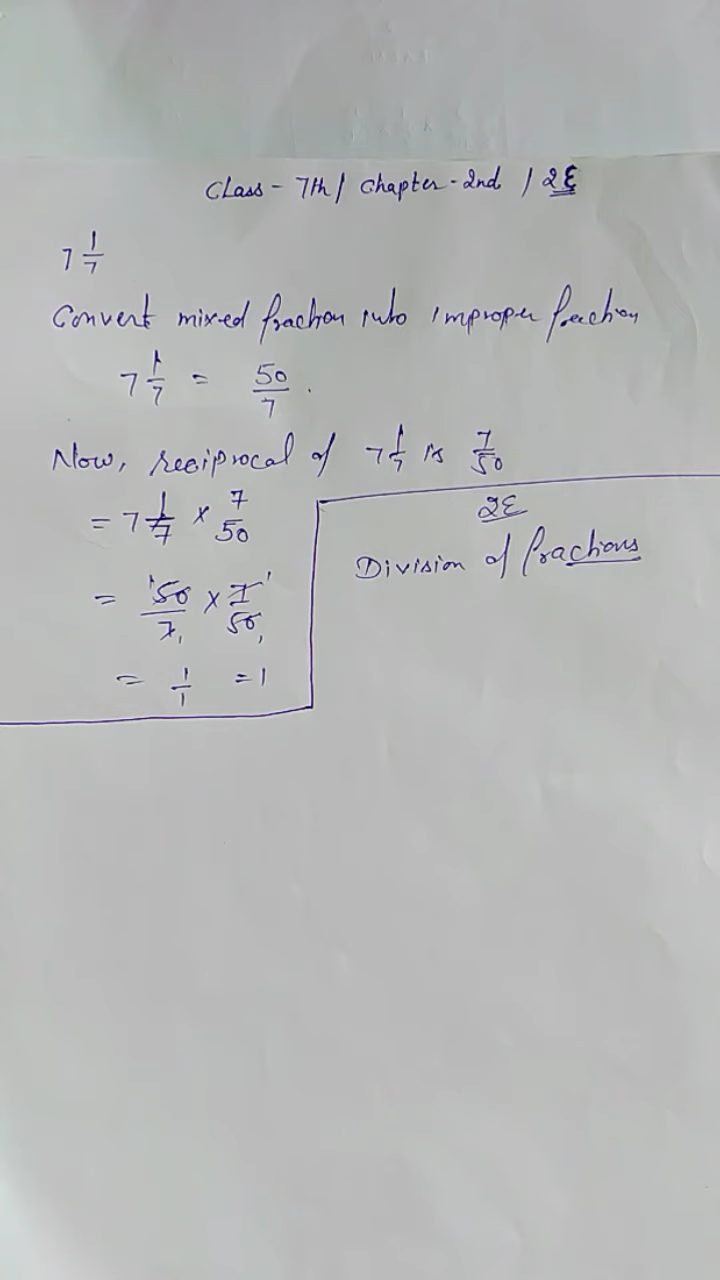 Class - 7th / Chapter - 2nd / 2E
7 1/7
Convert mixed fraction into improper fraction
7 1/7 = 50/7 .
Now, reciprocal of 7 1/7 is 7/50
= 7 1/7 × 7/50
= 50/7 × 7/50
= 1/1 = 1
2E
Division of fractions